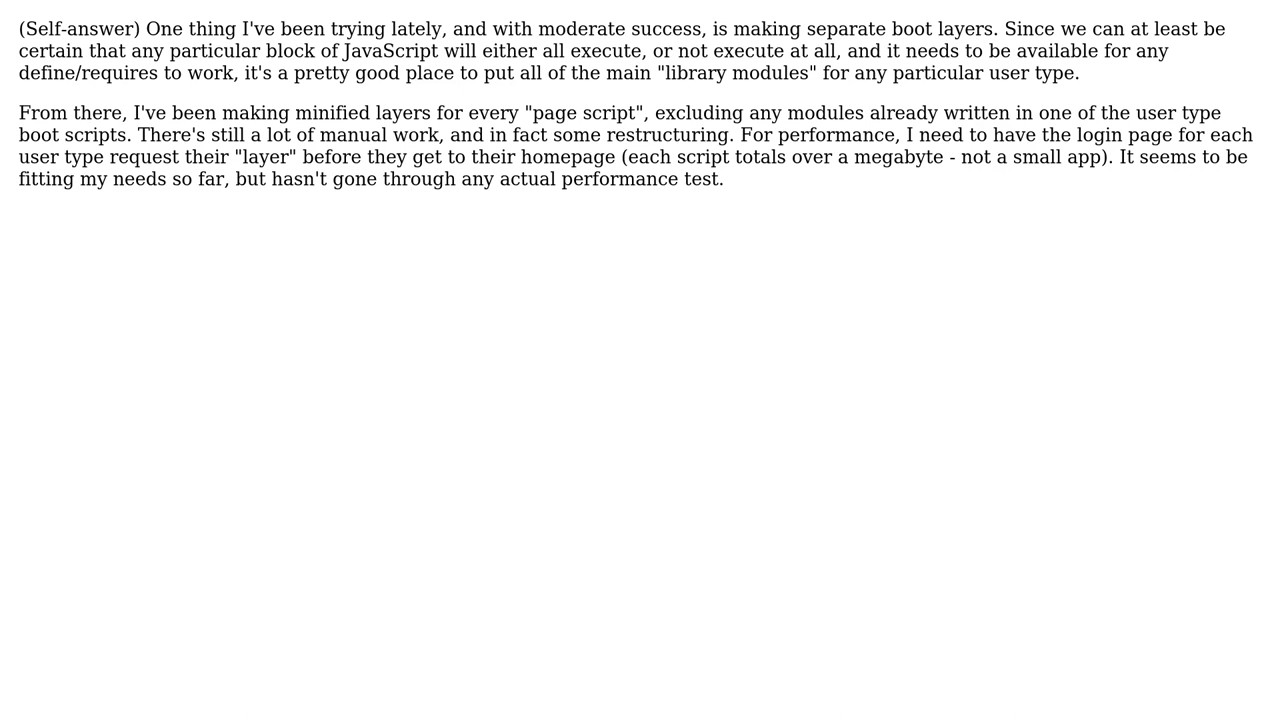 (Self-answer) One thing I've been trying lately, and with moderate success, is making separate boot layers. Since we can at least be
certain that any particular block of JavaScript will either all execute, or not execute at all, and it needs to be available for any
define/requires to work, it's a pretty good place to put all of the main "library modules" for any particular user type.
From there, I've been making minified layers for every "page script", excluding any modules already written in one of the user type
boot scripts. There's still a lot of manual work, and in fact some restructuring. For performance, I need to have the login page for each
user type request their "layer" before they get to their homepage (each script totals over a megabyte - not a small app). It seems to be
fitting my needs so far, but hasn't gone through any actual performance test.